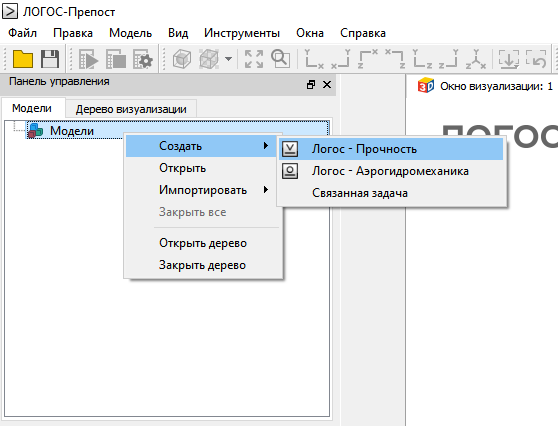 ЛОГОС-Препост
Файл Правка Модель Вид Инструменты Окна Справка
Панель управления
3D Окно визуализации: 1
Модели Дерево визуализации
ЛОГОС
Модели
Создать
Открыть
Импортировать
Закрыть все
Открыть дерево
Закрыть дерево
Логос - Прочность
Логос - Аэрогидромеханика
Связанная задача